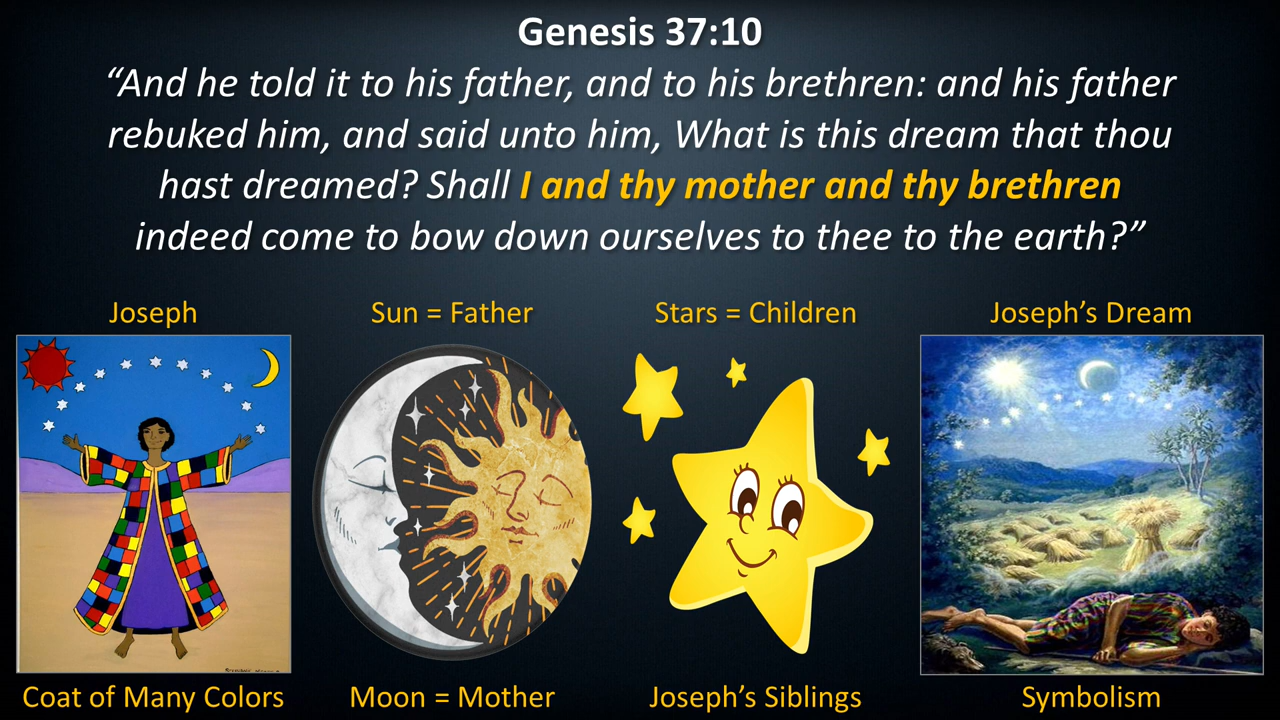 Genesis 37:10
“And he told it to his father, and to his brethren: and his father
rebuked him, and said unto him, What is this dream that thou
hast dreamed? Shall I and thy mother and thy brethren
indeed come to bow down ourselves to thee to the earth?”
Joseph
Sun = Father
Stars = Children
Joseph’s Dream
Coat of Many Colors
Moon = Mother
Joseph’s Siblings
Symbolism